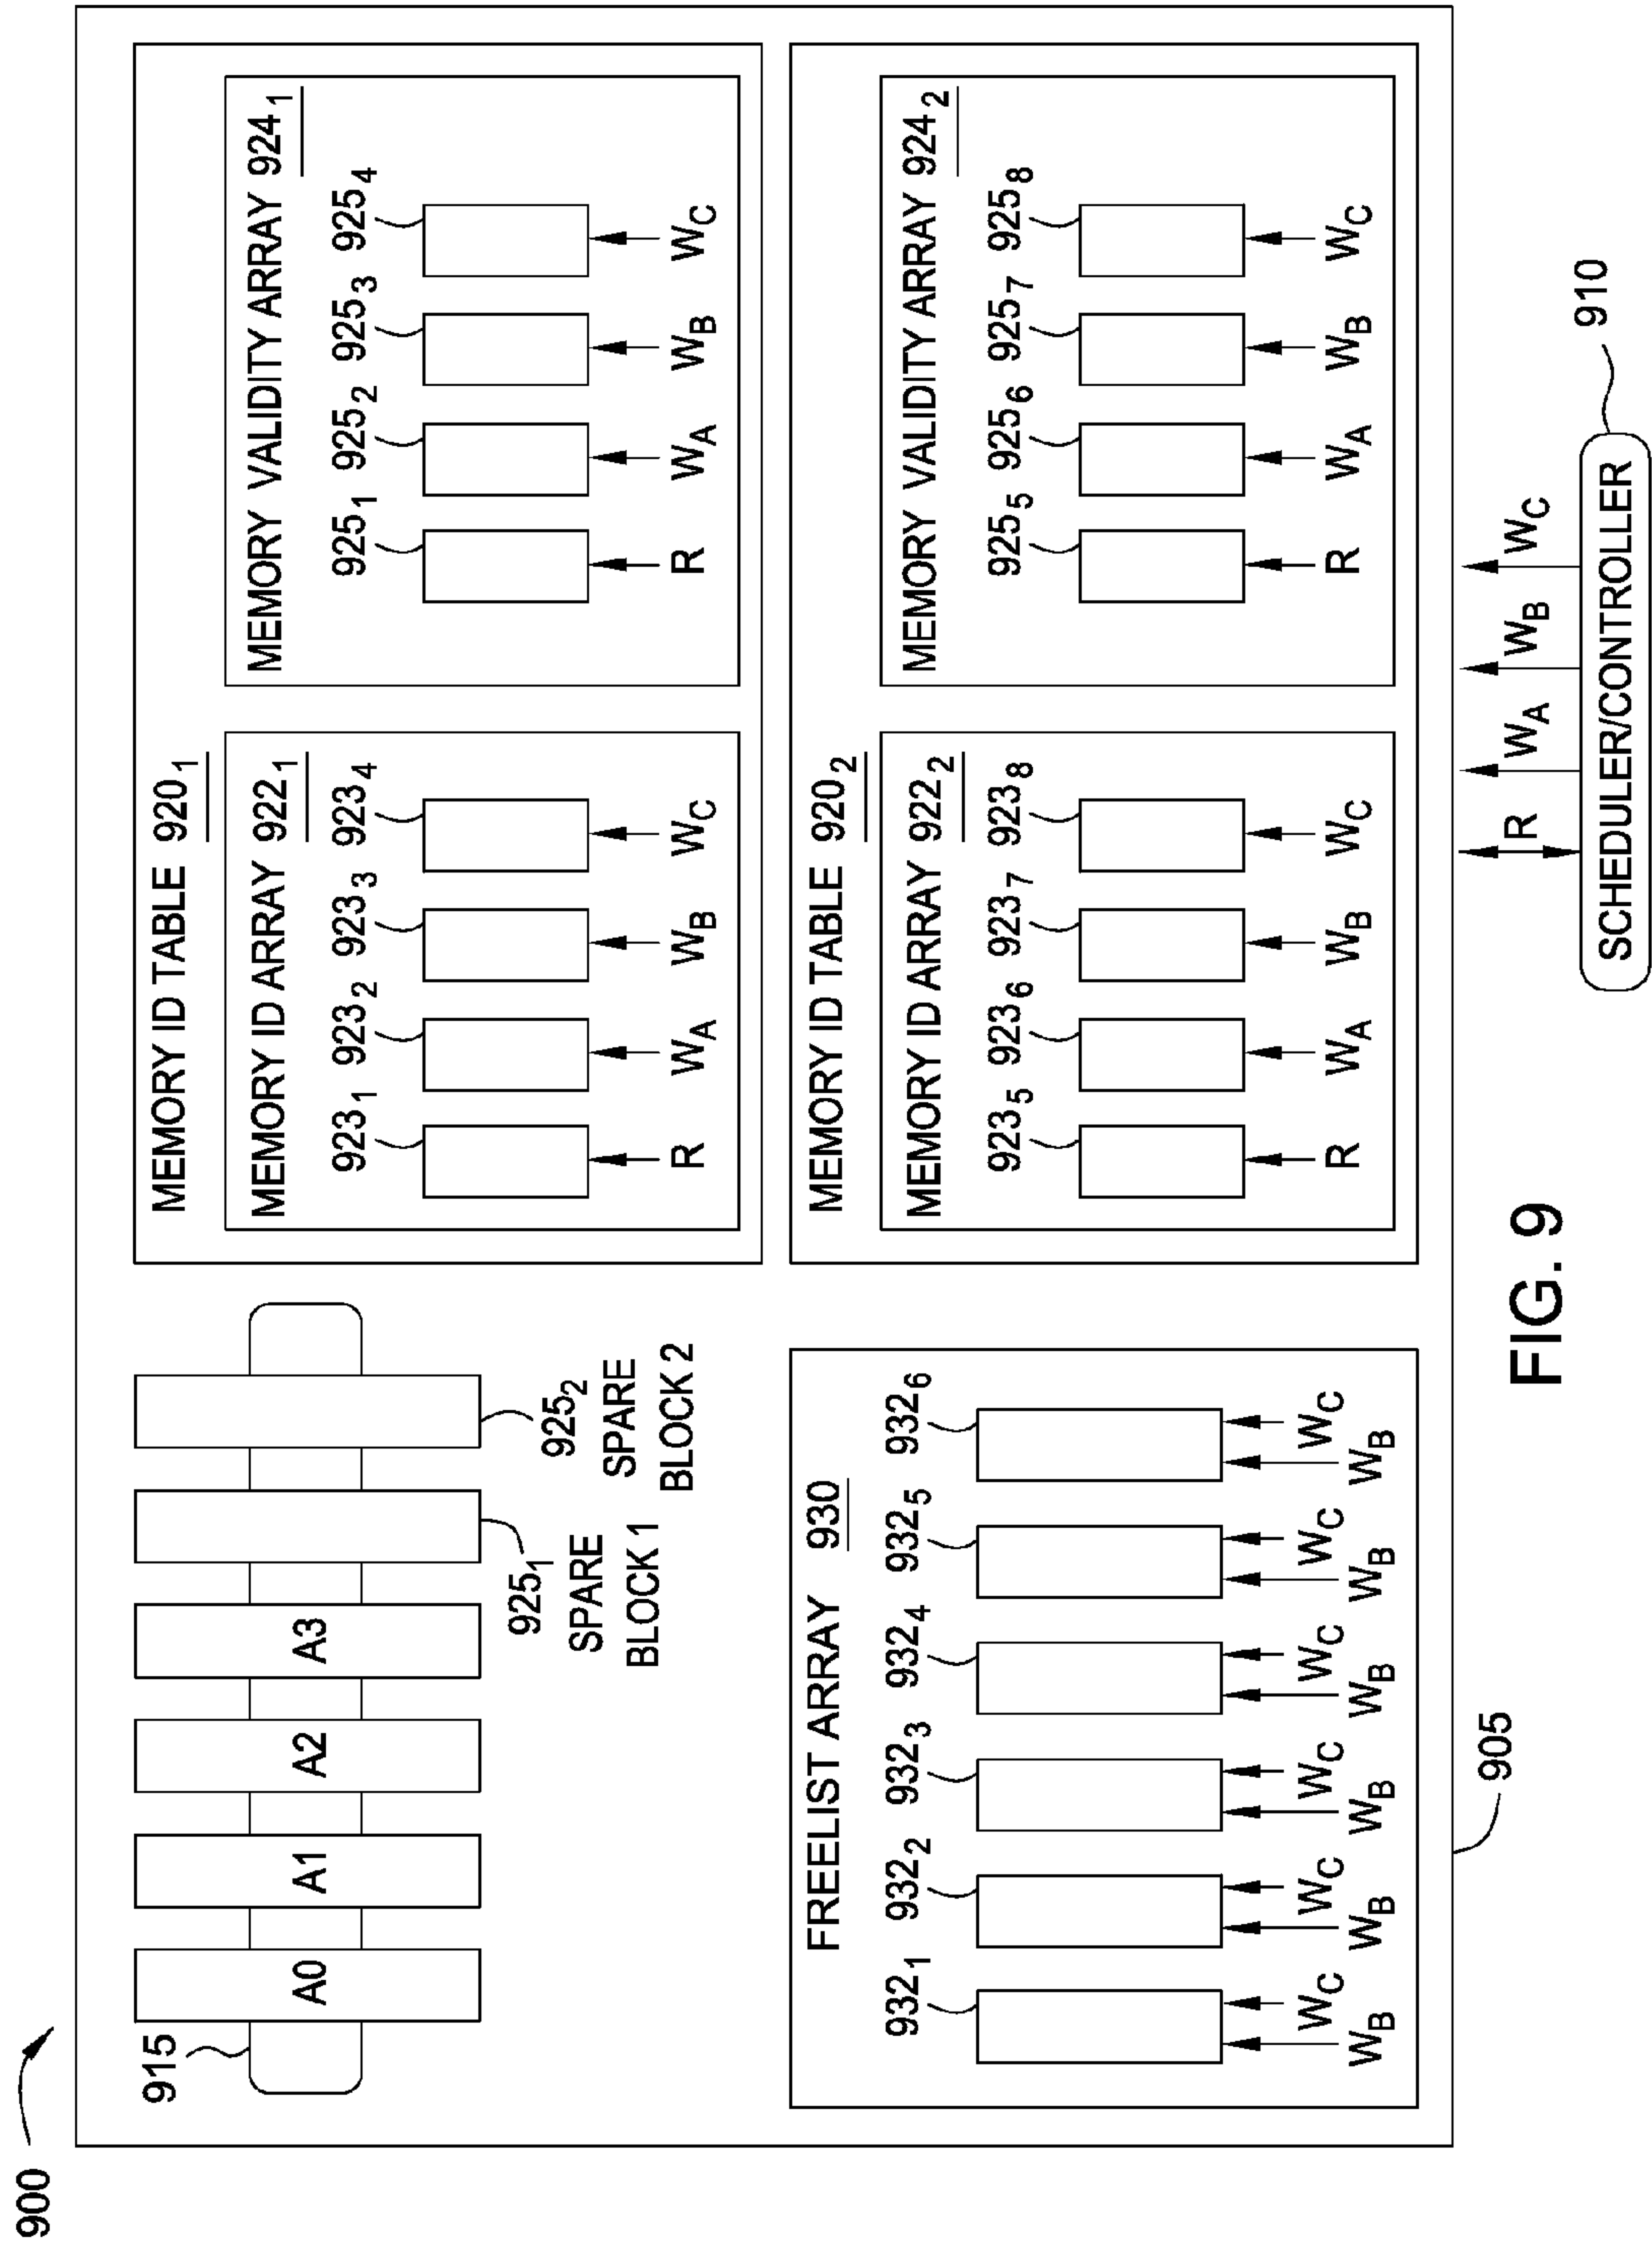 900
915
A0
A1
A2
A3
925₁
SPARE
BLOCK 1
925₂
SPARE
BLOCK 2
MEMORY ID TABLE 920₁
MEMORY ID ARRAY 922₁
923₁ 923₂ 923₃ 923₄
R W_A W_B W_C
MEMORY VALIDITY ARRAY 924₁
925₁ 925₂ 925₃ 925₄
R W_A W_B W_C
FREELIST ARRAY 930
932₁ 932₂ 932₃ 932₄ 932₅ 932₆
W_B W_C W_B W_C W_B W_C W_B W_C W_B W_C W_B W_C
MEMORY ID TABLE 920₂
MEMORY ID ARRAY 922₂
923₅ 923₆ 923₇ 923₈
R W_A W_B W_C
MEMORY VALIDITY ARRAY 924₂
925₅ 925₆ 925₇ 925₈
R W_A W_B W_C
905
R W_A W_B W_C
SCHEDULER/CONTROLLER
910
FIG. 9